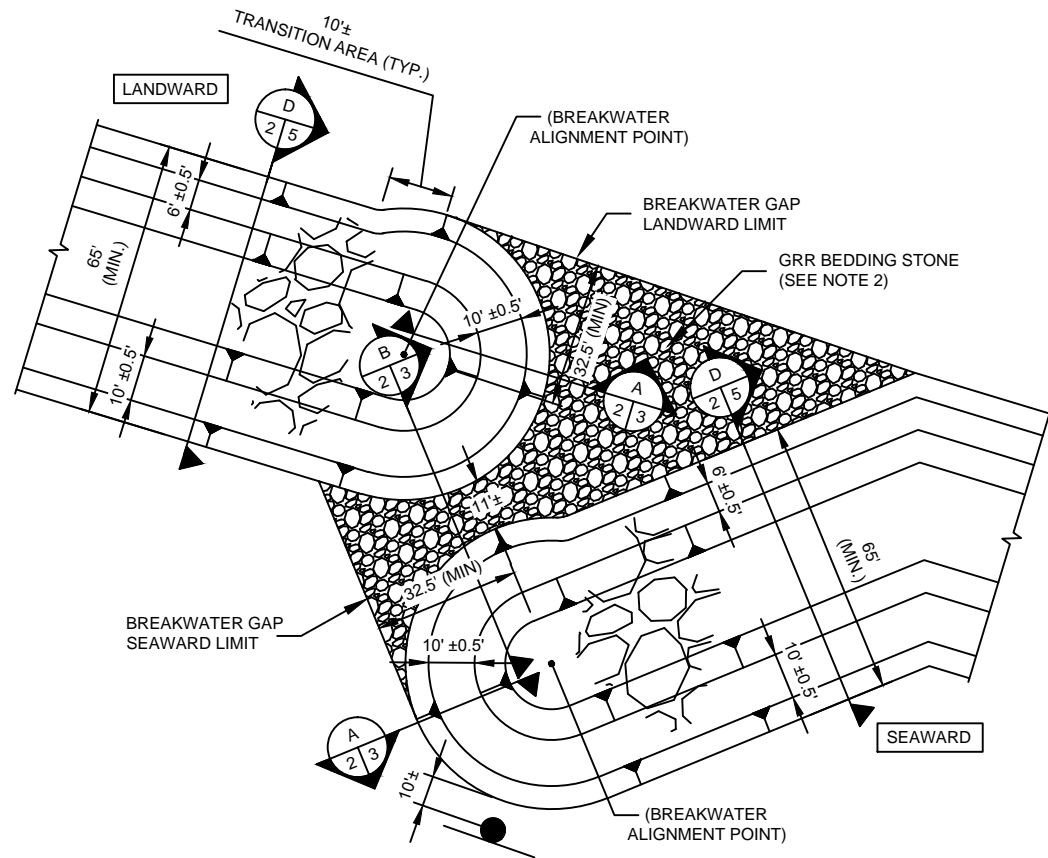 10'±
TRANSITION AREA (TYP.)
LANDWARD
D
2 5
(BREAKWATER
ALIGNMENT POINT)
6' ±0.5'
BREAKWATER GAP
LANDWARD LIMIT
65'
(MIN.)
GRR BEDDING STONE
(SEE NOTE 2)
10' ±0.5'
32.5' (MIN)
B
2 3
10' ±0.5'
A
2 3
D
2 5
11'±
6' ±0.5'
65'
(MIN.)
32.5' (MIN)
BREAKWATER GAP
SEAWARD LIMIT
10' ±0.5'
10' ±0.5'
A
2 3
SEAWARD
10'±
(BREAKWATER
ALIGNMENT POINT)